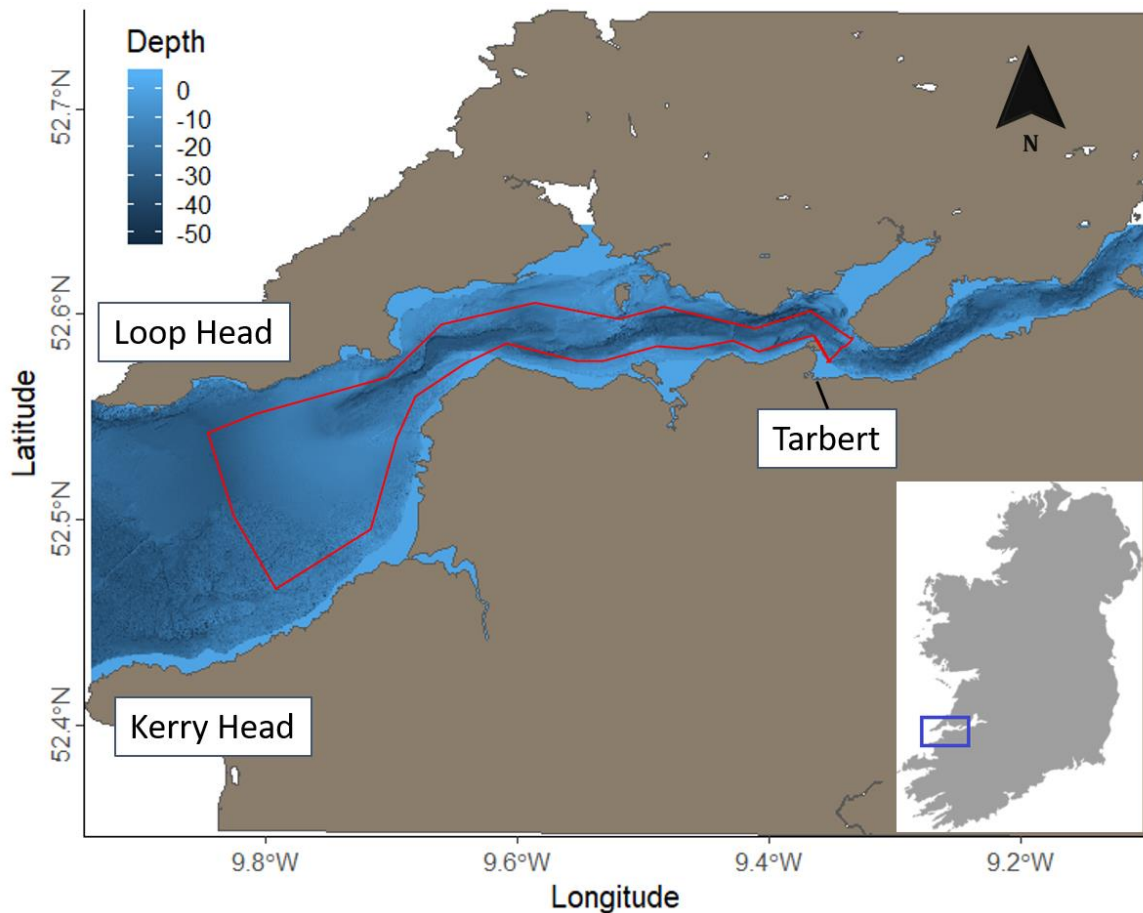 Depth
0
-10
-20
-30
-40
-50
N
52.7°N
52.6°N
52.5°N
52.4°N
Latitude
Loop Head
Tarbert
Kerry Head
9.8°W
9.6°W
9.4°W
9.2°W
Longitude